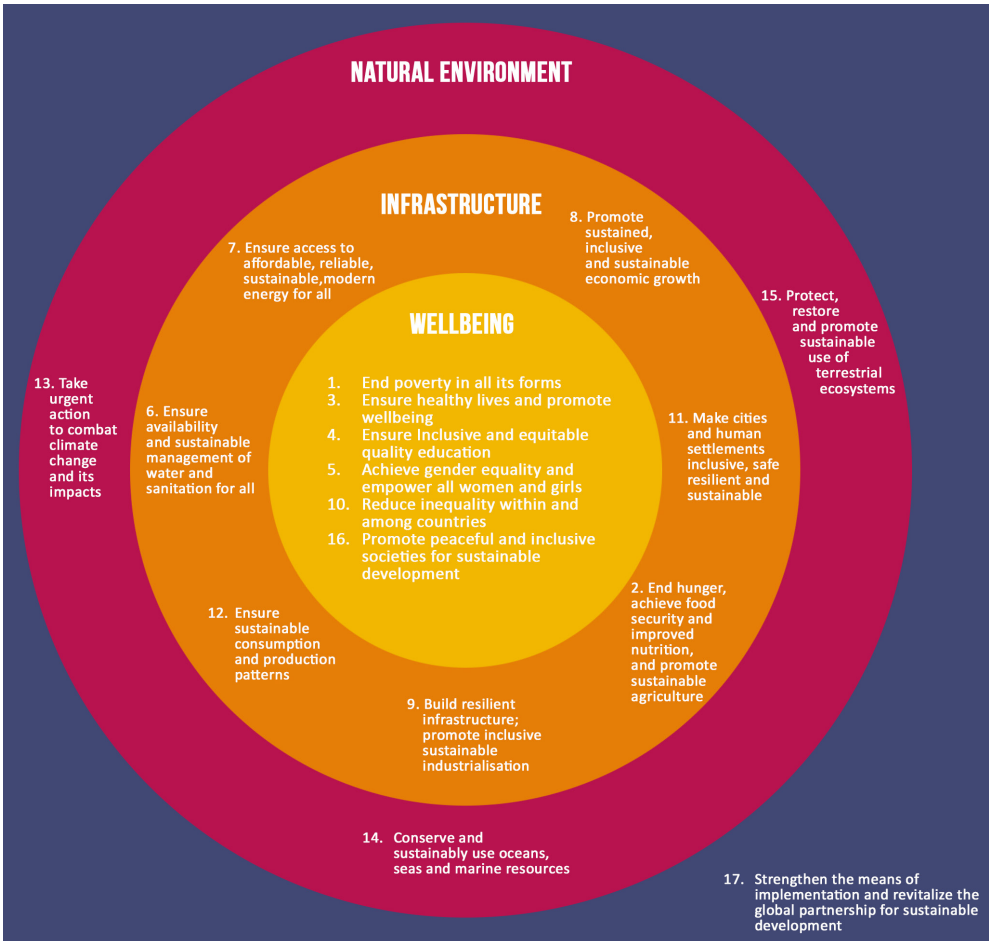 NATURAL ENVIRONMENT
INFRASTRUCTURE
8. Promote
sustained,
inclusive
and sustainable
economic growth
7. Ensure access to
affordable, reliable,
sustainable,modern
energy for all
WELLBEING
15. Protect,
restore
and promote
sustainable
use of
terrestrial
ecosystems
13. Take
urgent
action
to combat
climate
change
and its
impacts
6. Ensure
availability
and sustainable
management of
water and
sanitation for all
1. End poverty in all its forms
3. Ensure healthy lives and promote
wellbeing
4. Ensure Inclusive and equitable
quality education
5. Achieve gender equality and
empower all women and girls
10. Reduce inequality within and
among countries
16. Promote peaceful and inclusive
societies for sustainable
development
11. Make cities
and human
settlements
inclusive, safe
resilient and
sustainable
2. End hunger,
achieve food
security and
improved
nutrition,
and promote
sustainable
agriculture
12. Ensure
sustainable
consumption
and production
patterns
9. Build resilient
infrastructure;
promote inclusive
sustainable
industrialisation
14. Conserve and
sustainably use oceans,
seas and marine resources
17. Strengthen the means of
implementation and revitalize the
global partnership for sustainable
development